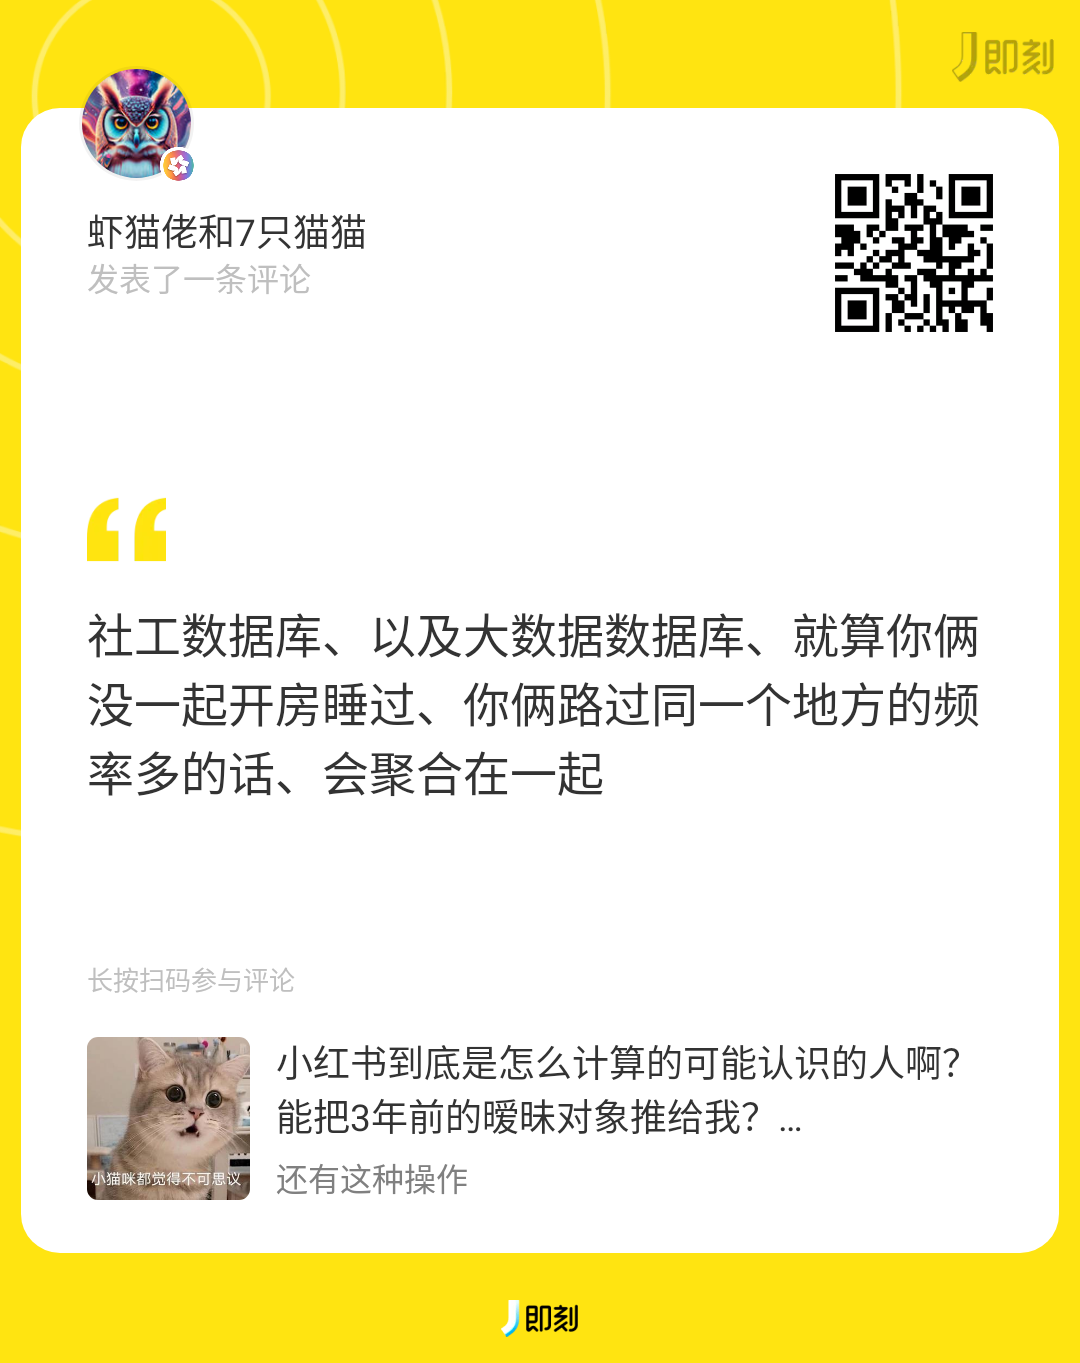 即刻
虾猫佬和7只猫猫
发表了一条评论
社工数据库、以及大数据数据库、就算你俩
没一起开房睡过、你俩路过同一个地方的频
率多的话、会聚合在一起
长按扫码参与评论
小红书到底是怎么计算的可能认识的人啊？
能把3年前的暧昧对象推给我？...
小猫咪都觉得不可思议
还有这种操作
即刻